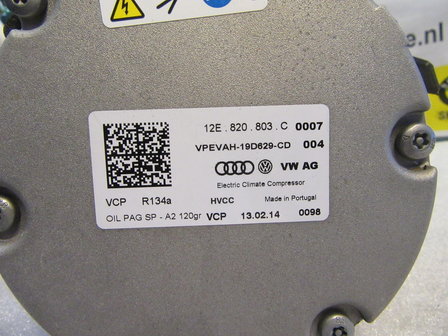 12E.820.803.C 0007
VPEVAH-19D629-CD 004
VW AG
Electric Climate Compressor
VCP R134a HVCC Made in Portugal
OIL PAG SP - A2 120gr VCP 13.02.14 0098
e.nl